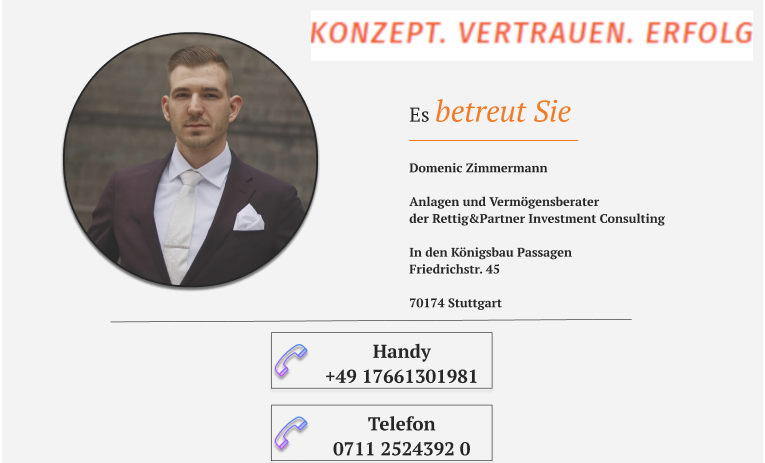 KONZEPT. VERTRAUEN. ERFOLG
Es betreut Sie
Domenic Zimmermann
Anlagen und Vermögensberater
der Rettig&Partner Investment Consulting
In den Königsbau Passagen
Friedrichstr. 45
70174 Stuttgart
Handy
+49 17661301981
Telefon
0711 2524392 0